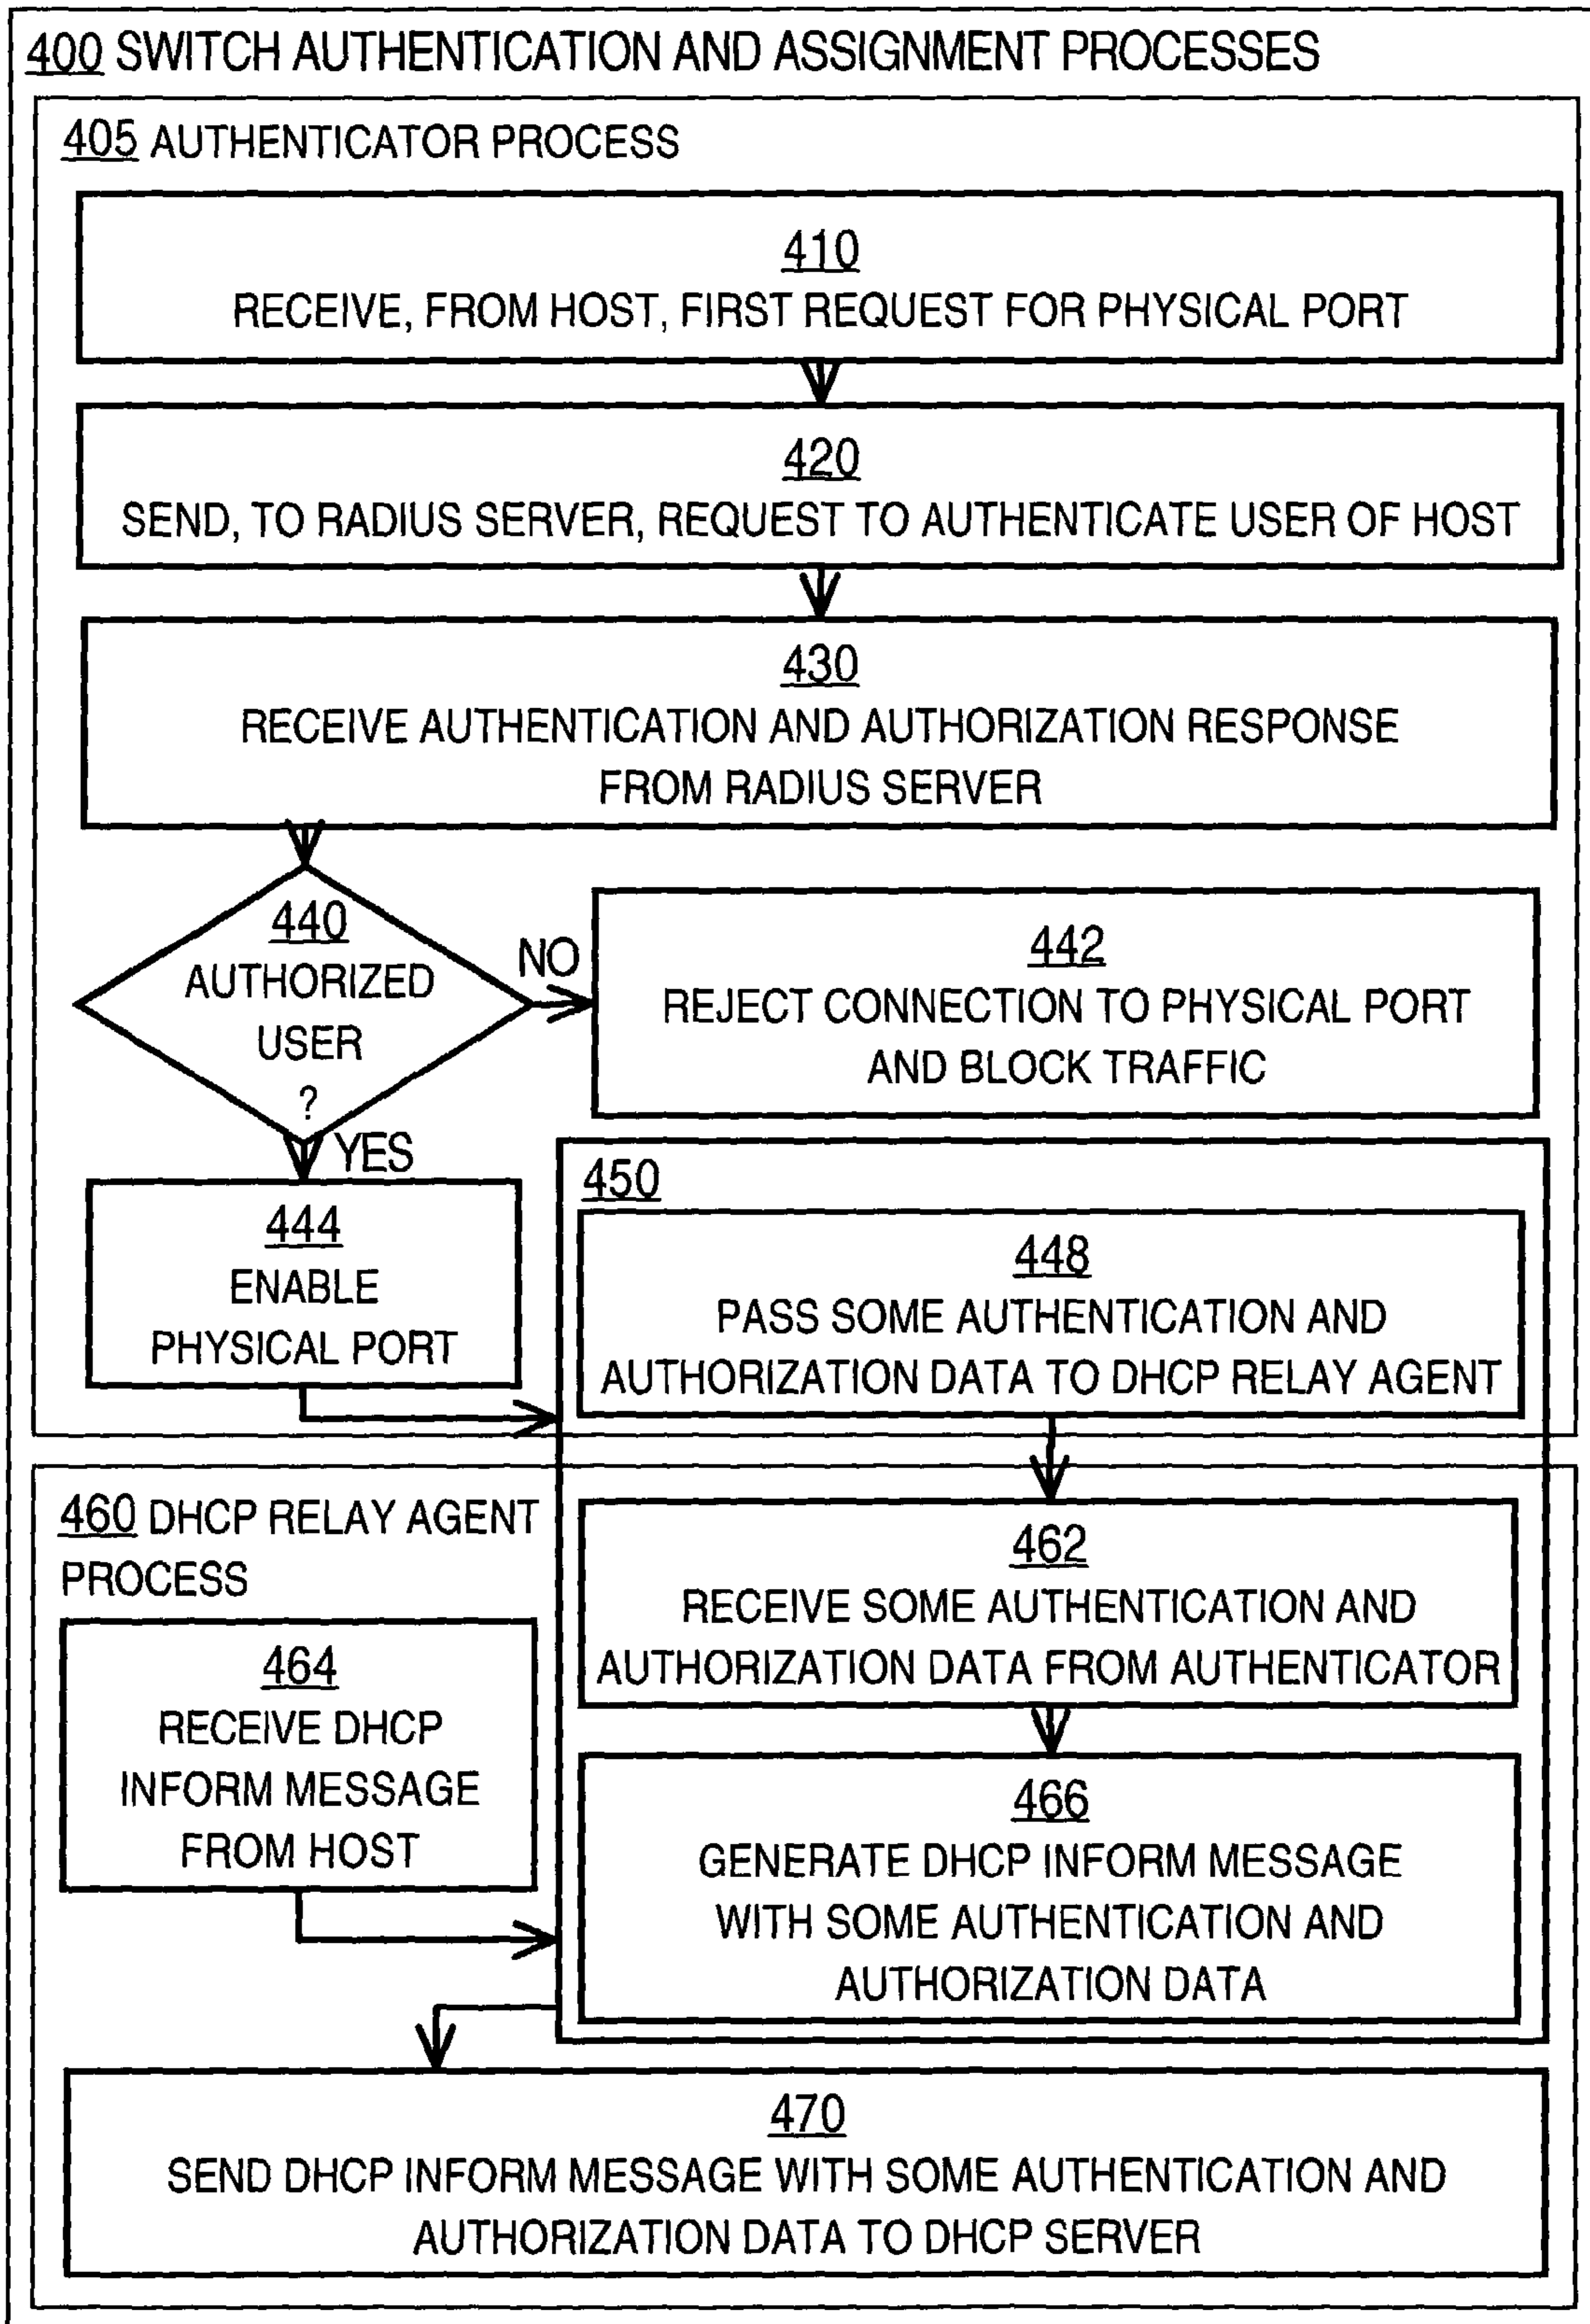 400 SWITCH AUTHENTICATION AND ASSIGNMENT PROCESSES
405 AUTHENTICATOR PROCESS
410
RECEIVE, FROM HOST, FIRST REQUEST FOR PHYSICAL PORT
420
SEND, TO RADIUS SERVER, REQUEST TO AUTHENTICATE USER OF HOST
430
RECEIVE AUTHENTICATION AND AUTHORIZATION RESPONSE
FROM RADIUS SERVER
440
AUTHORIZED
USER
?
NO
442
REJECT CONNECTION TO PHYSICAL PORT
AND BLOCK TRAFFIC
YES
444
ENABLE
PHYSICAL PORT
450
448
PASS SOME AUTHENTICATION AND
AUTHORIZATION DATA TO DHCP RELAY AGENT
460 DHCP RELAY AGENT
PROCESS
462
RECEIVE SOME AUTHENTICATION AND
AUTHORIZATION DATA FROM AUTHENTICATOR
464
RECEIVE DHCP
INFORM MESSAGE
FROM HOST
466
GENERATE DHCP INFORM MESSAGE
WITH SOME AUTHENTICATION AND
AUTHORIZATION DATA
470
SEND DHCP INFORM MESSAGE WITH SOME AUTHENTICATION AND
AUTHORIZATION DATA TO DHCP SERVER